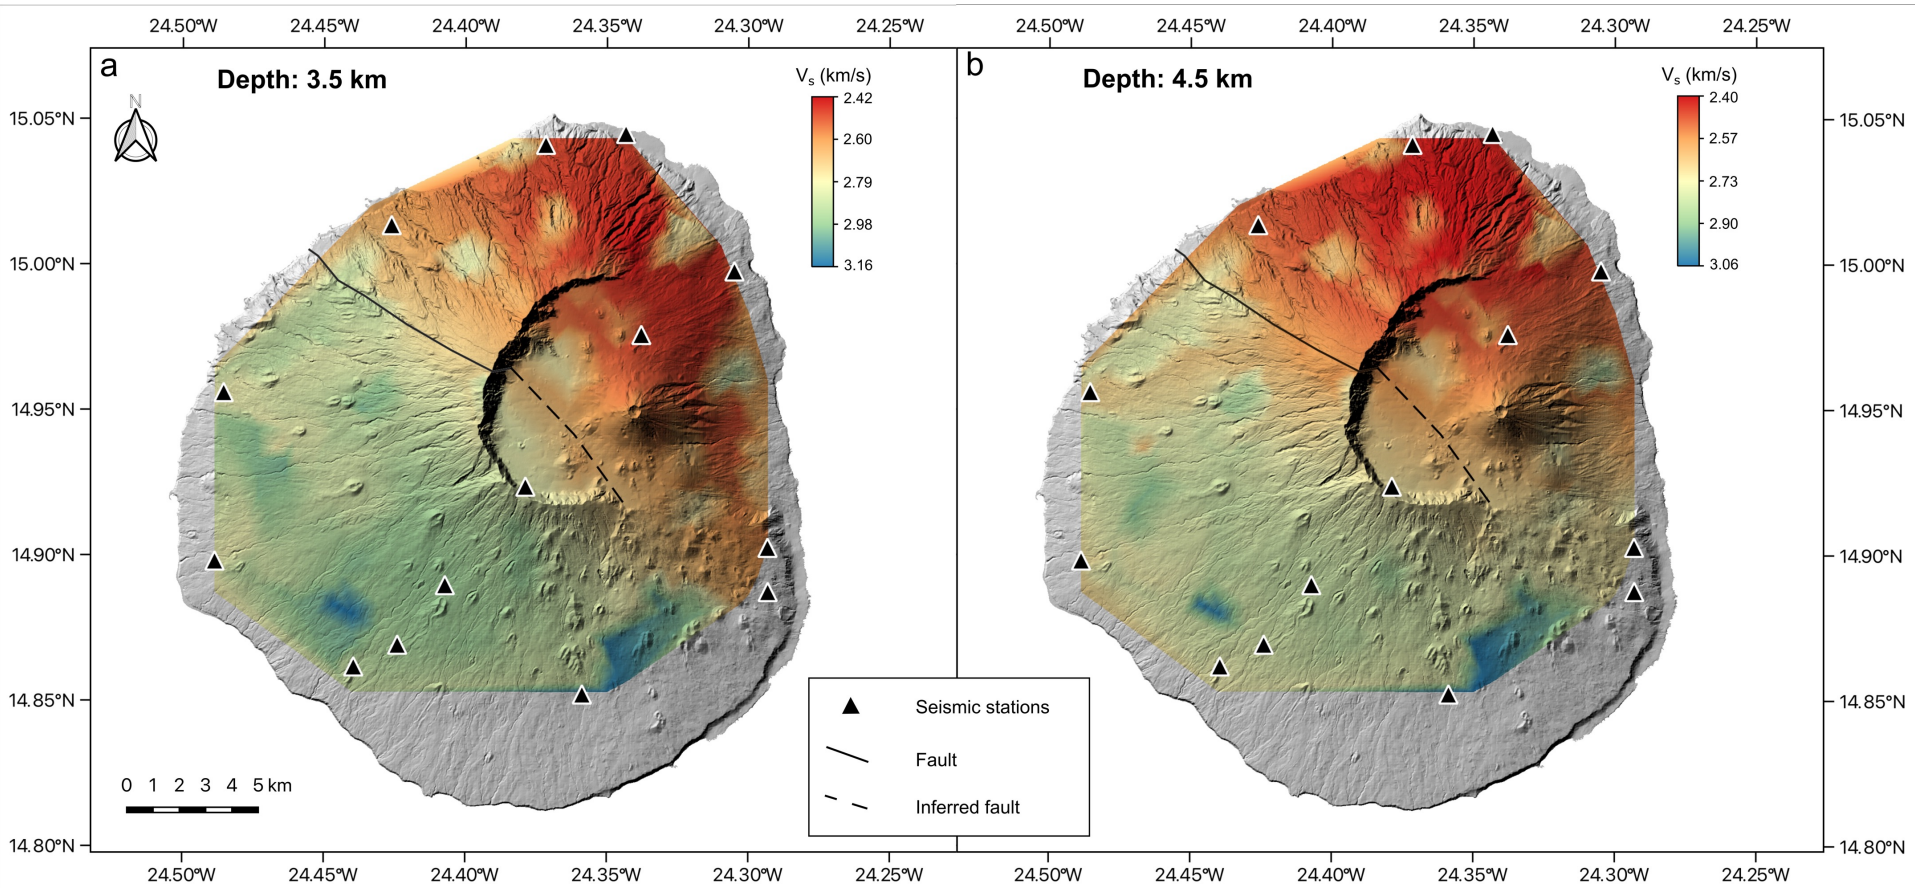 24.50°W 24.45°W 24.40°W 24.35°W 24.30°W 24.25°W 24.50°W 24.45°W 24.40°W 24.35°W 24.30°W 24.25°W
a
Depth: 3.5 km
Vs (km/s)
2.42
2.60
2.79
2.98
3.16
N
b
Depth: 4.5 km
Vs (km/s)
2.40
2.57
2.73
2.90
3.06
15.05°N
15.00°N
14.95°N
14.90°N
14.85°N
14.80°N
15.05°N
15.00°N
14.95°N
14.90°N
14.85°N
14.80°N
Seismic stations
Fault
Inferred fault
0 1 2 3 4 5 km
24.50°W 24.45°W 24.40°W 24.35°W 24.30°W 24.25°W 24.50°W 24.45°W 24.40°W 24.35°W 24.30°W 24.25°W